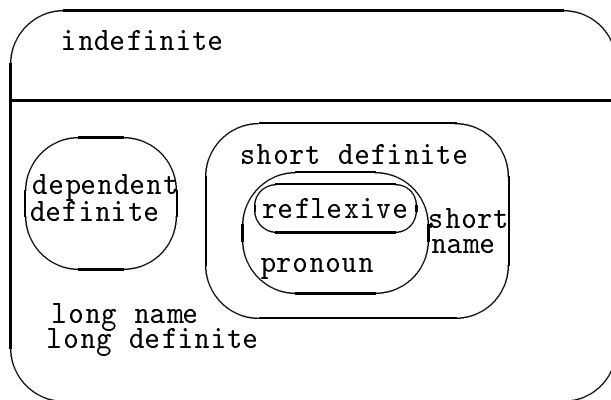 indefinite
short definite
dependent
definite
reflexive
short
name
pronoun
long name
long definite